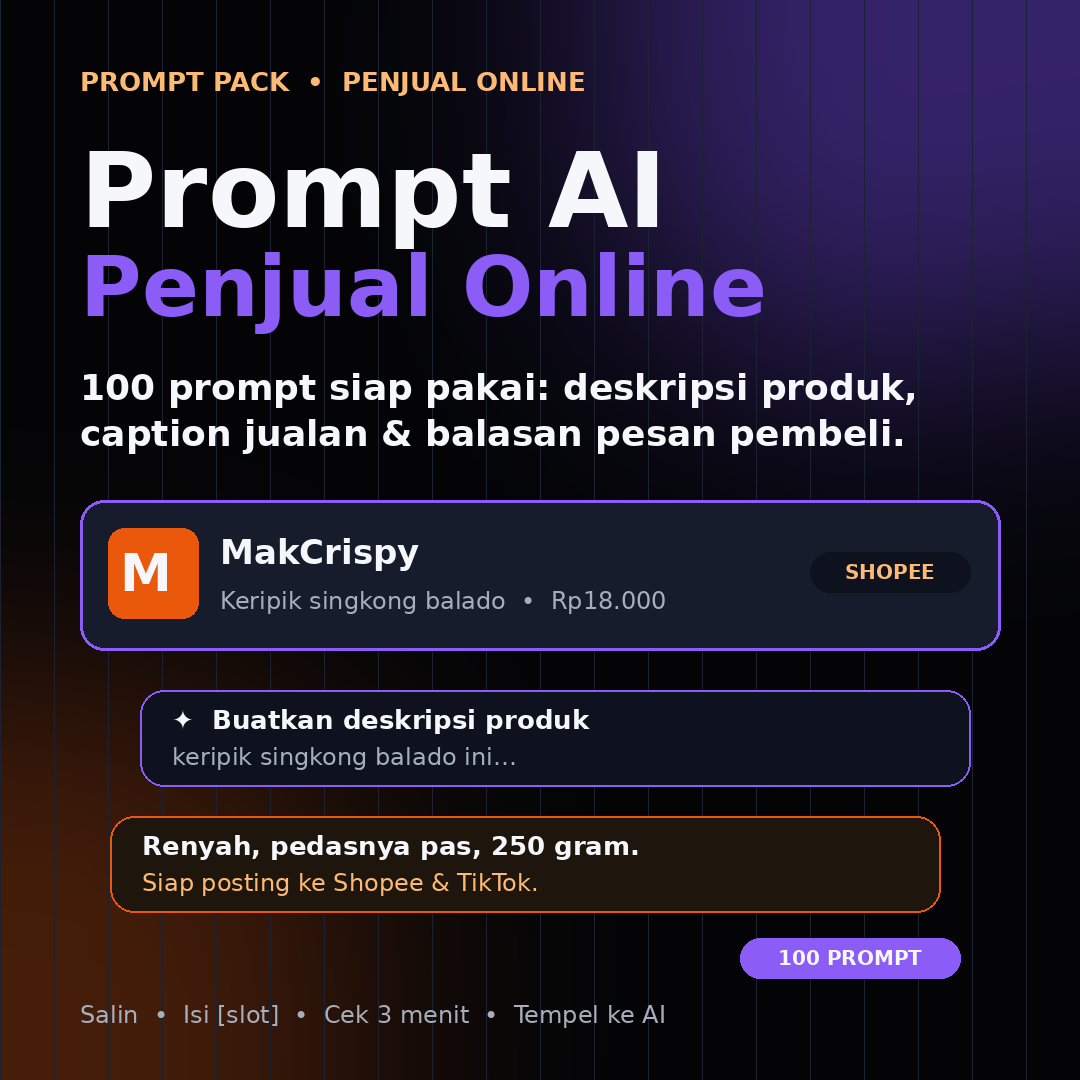 PROMPT PACK • PENJUAL ONLINE
Prompt AI
Penjual Online
100 prompt siap pakai: deskripsi produk,
caption jualan & balasan pesan pembeli.
M
MakCrispy
Keripik singkong balado • Rp18.000
SHOPEE
✦ Buatkan deskripsi produk
keripik singkong balado ini...
Renyah, pedasnya pas, 250 gram.
Siap posting ke Shopee & TikTok.
100 PROMPT
Salin • Isi [slot] • Cek 3 menit • Tempel ke AI